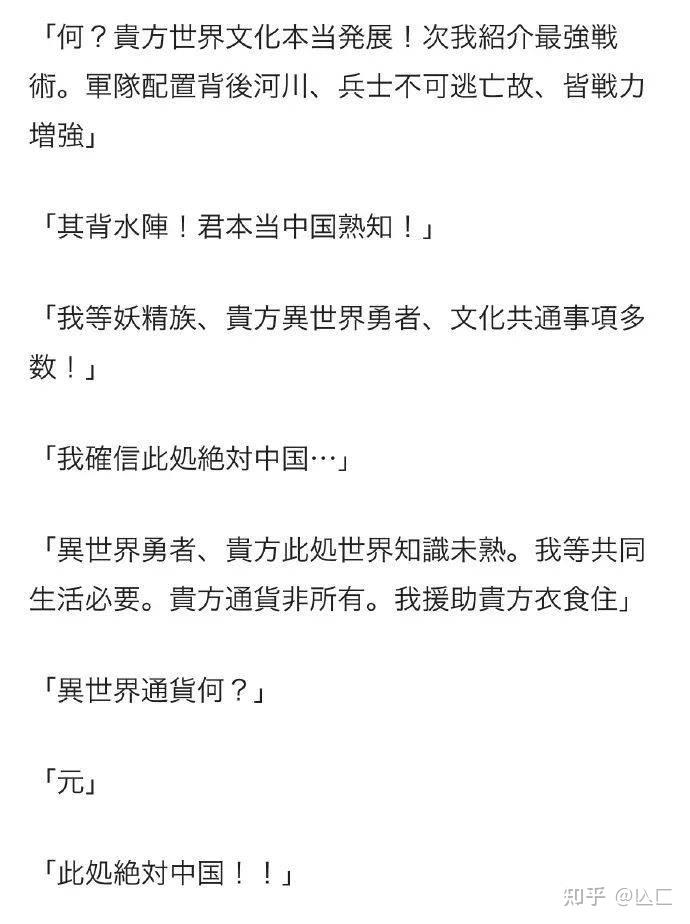 「何？貴方世界文化本当発展！次我紹介最強戦
術。軍隊配置背後河川、兵士不可逃亡故、皆戦力
増強」
「其背水陣！君本当中国熟知！」
「我等妖精族、貴方異世界勇者、文化共通事項多
数！」
「我確信此処絶対中国…」
「異世界勇者、貴方此処世界知識未熟。我等共同
生活必要。貴方通貨非所有。我援助貴方衣食住」
「異世界通貨何？」
「元」
「此処絶対中国！！」
知乎 @